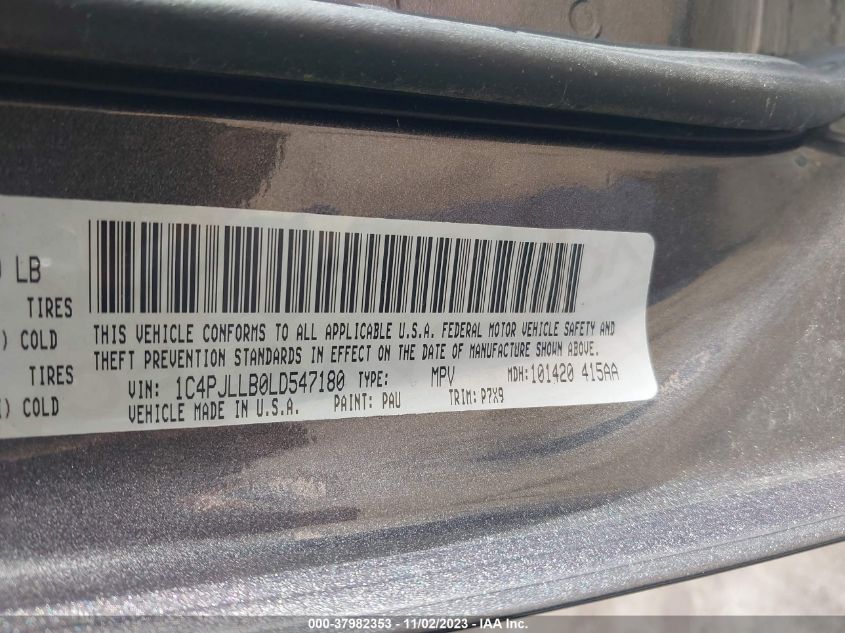 LB
TIRES
) COLD
TIRES
) COLD
THIS VEHICLE CONFORMS TO ALL APPLICABLE U.S.A. FEDERAL MOTOR VEHICLE SAFETY AND
THEFT PREVENTION STANDARDS IN EFFECT ON THE DATE OF MANUFACTURE SHOWN ABOVE.
VIN: 1C4PJLLB0LD547180 TYPE: MPV MDH: 101420 415AA
VEHICLE MADE IN U.S.A. PAINT: PAU TRIM: P7X9
000-37982353 - 11/02/2023 - IAA Inc.